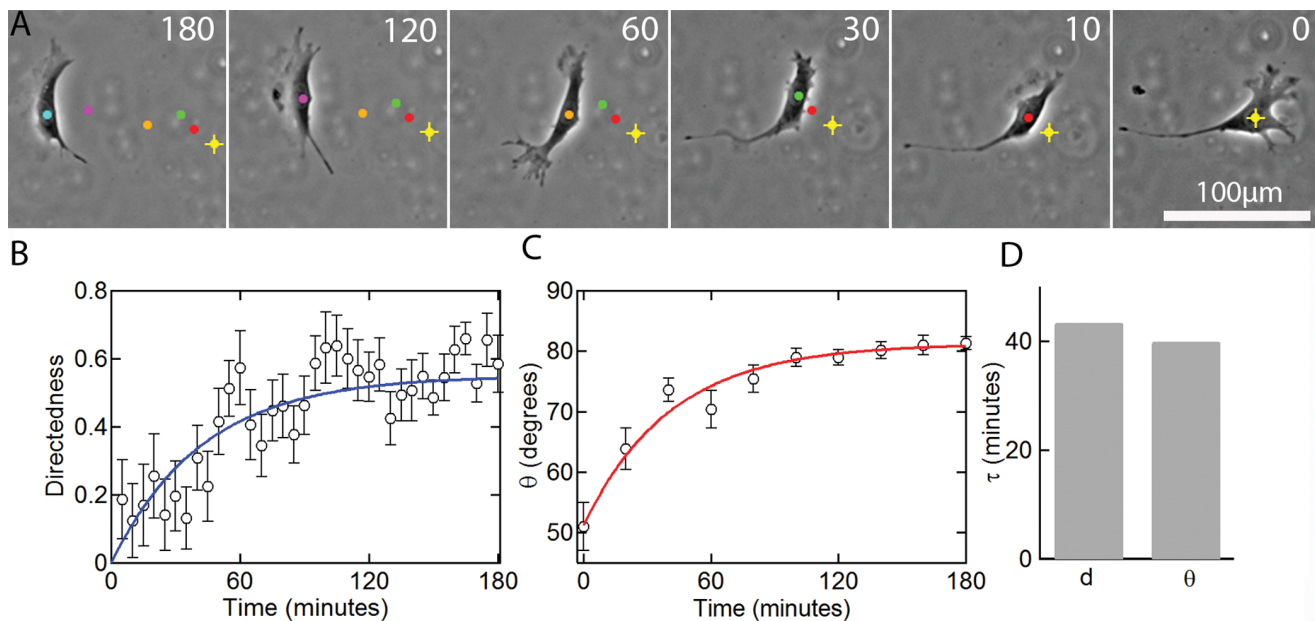 A
180
120
60
30
10
0
100μm
B
C
D
0.8
0.6
0.4
0.2
0
Directedness
0 60 120 180
Time (minutes)
90
80
70
60
50
θ (degrees)
0 60 120 180
Time (minutes)
40
20
0
τ (minutes)
d θ